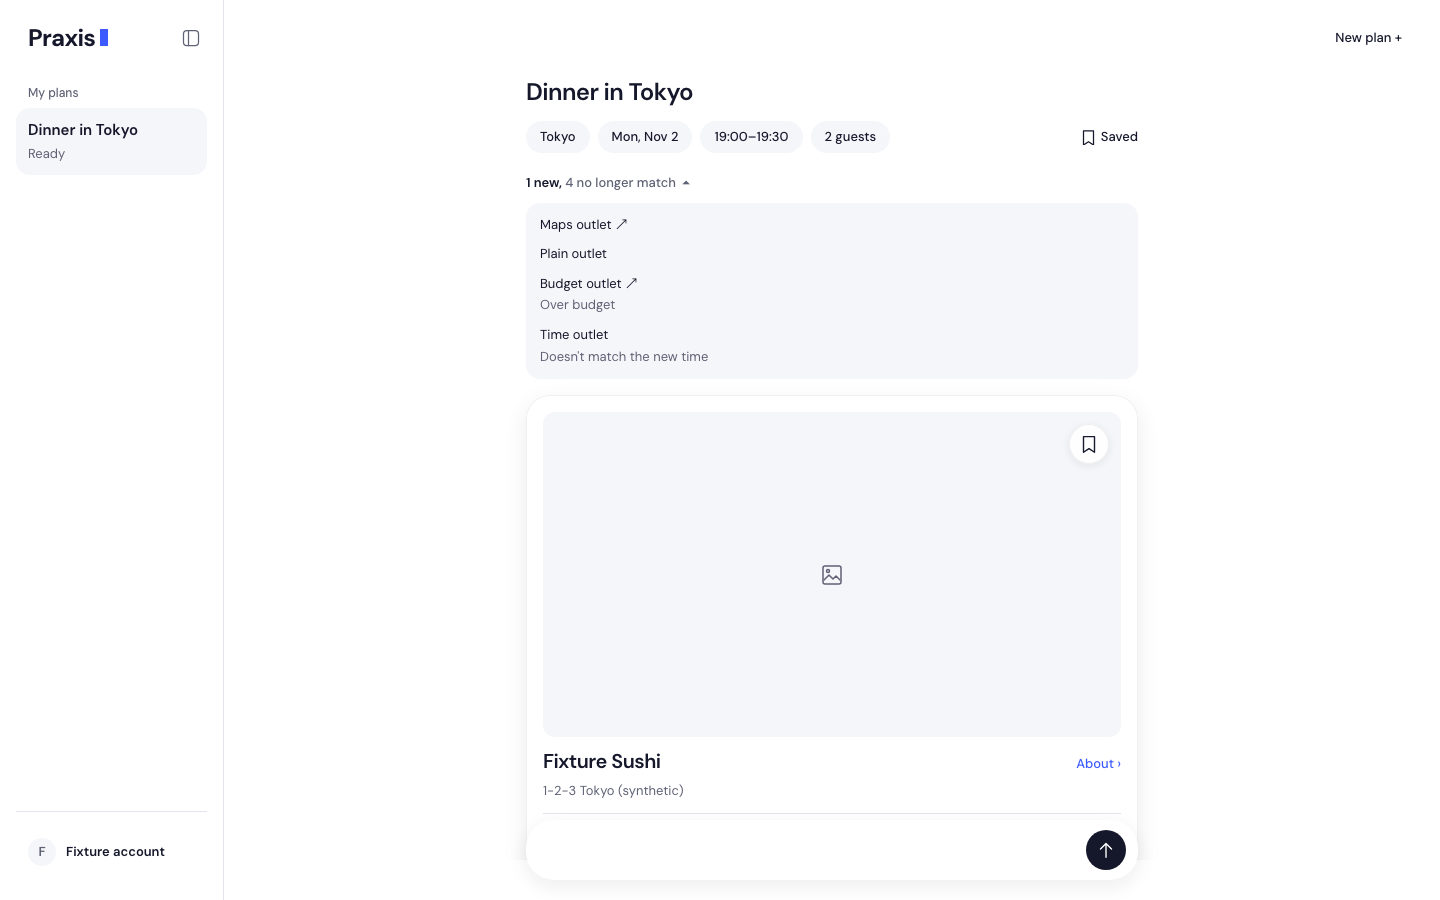 Praxis
New plan +
My plans
Dinner in Tokyo
Ready
Dinner in Tokyo
Tokyo
Mon, Nov 2
19:00–19:30
2 guests
Saved
1 new, 4 no longer match
Maps outlet ↗
Plain outlet
Budget outlet ↗
Over budget
Time outlet
Doesn't match the new time
Fixture Sushi
About ›
1-2-3 Tokyo (synthetic)
F
Fixture account